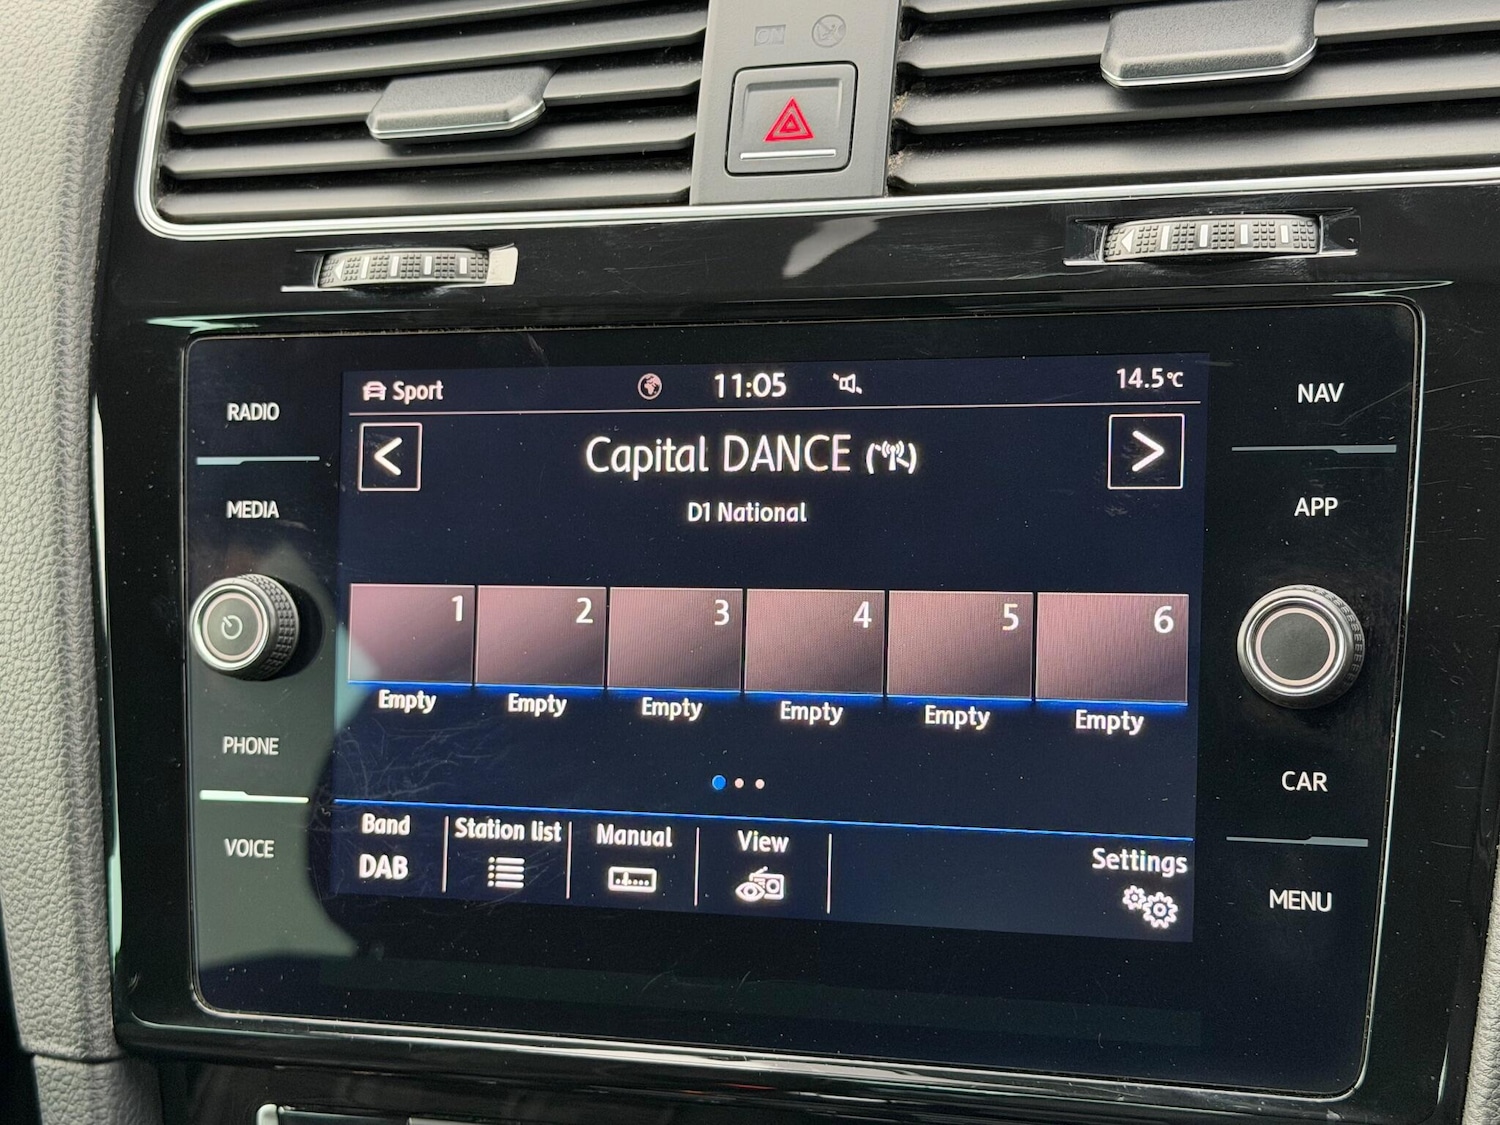 Sport 11:05 14.5°C
RADIO
NAV
Capital DANCE
D1 National
MEDIA
APP
1 2 3 4 5 6
Empty Empty Empty Empty Empty Empty
PHONE
CAR
Band Station list Manual View Settings
DAB
VOICE
MENU